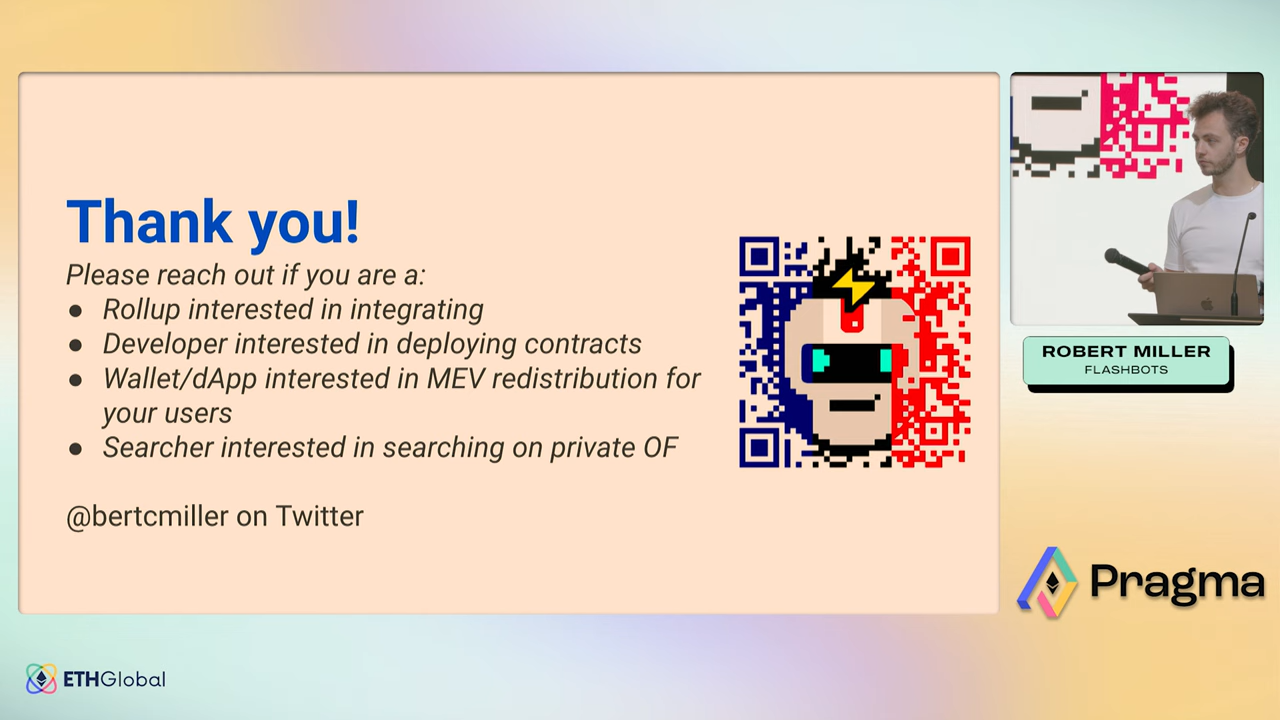 Thank you!
Please reach out if you are a:
● Rollup interested in integrating
● Developer interested in deploying contracts
● Wallet/dApp interested in MEV redistribution for
your users
● Searcher interested in searching on private OF
@bertcmiller on Twitter
ROBERT MILLER
FLASHBOTS
Pragma
ETHGlobal